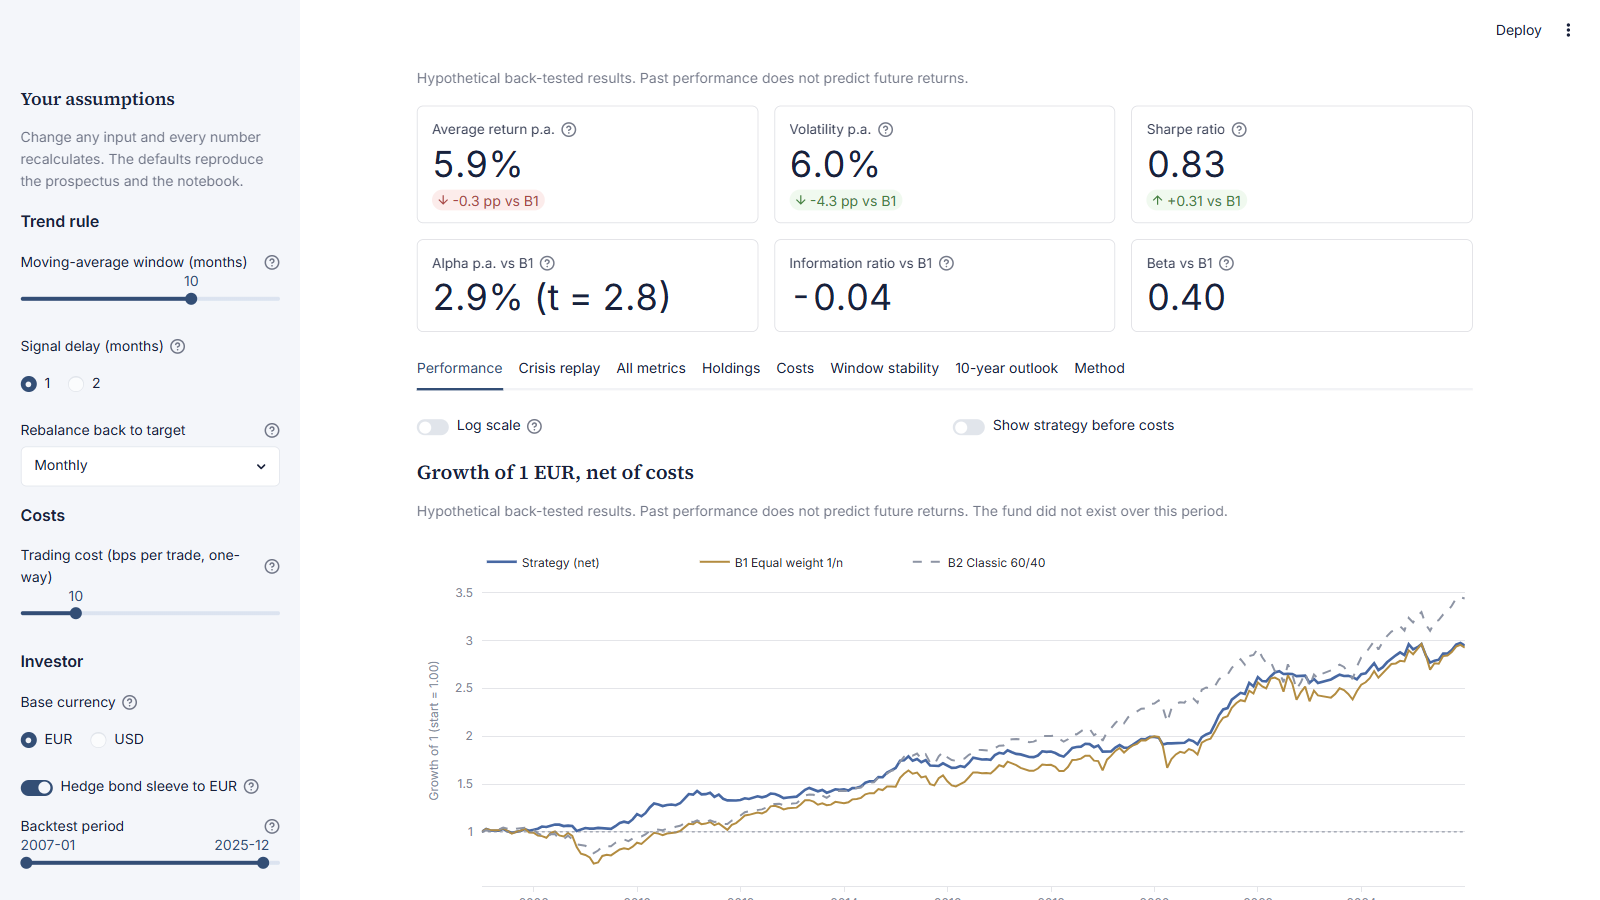 Deploy
Your assumptions
Change any input and every number
recalculates. The defaults reproduce
the prospectus and the notebook.
Trend rule
Moving-average window (months)
10
Signal delay (months)
1 2
Rebalance back to target
Monthly
Costs
Trading cost (bps per trade, one-
way)
10
Investor
Base currency
EUR USD
Hedge bond sleeve to EUR
Backtest period
2007-01 2025-12
Hypothetical back-tested results. Past performance does not predict future returns.
Average return p.a.
5.9%
↓ -0.3 pp vs B1
Volatility p.a.
6.0%
↓ -4.3 pp vs B1
Sharpe ratio
0.83
↑ +0.31 vs B1
Alpha p.a. vs B1
2.9% (t = 2.8)
Information ratio vs B1
-0.04
Beta vs B1
0.40
Performance Crisis replay All metrics Holdings Costs Window stability 10-year outlook Method
Log scale
Show strategy before costs
Growth of 1 EUR, net of costs
Hypothetical back-tested results. Past performance does not predict future returns. The fund did not exist over this period.
Strategy (net) B1 Equal weight 1/n B2 Classic 60/40
Growth of 1 (start = 1.00)
3.5
3
2.5
2
1.5
1